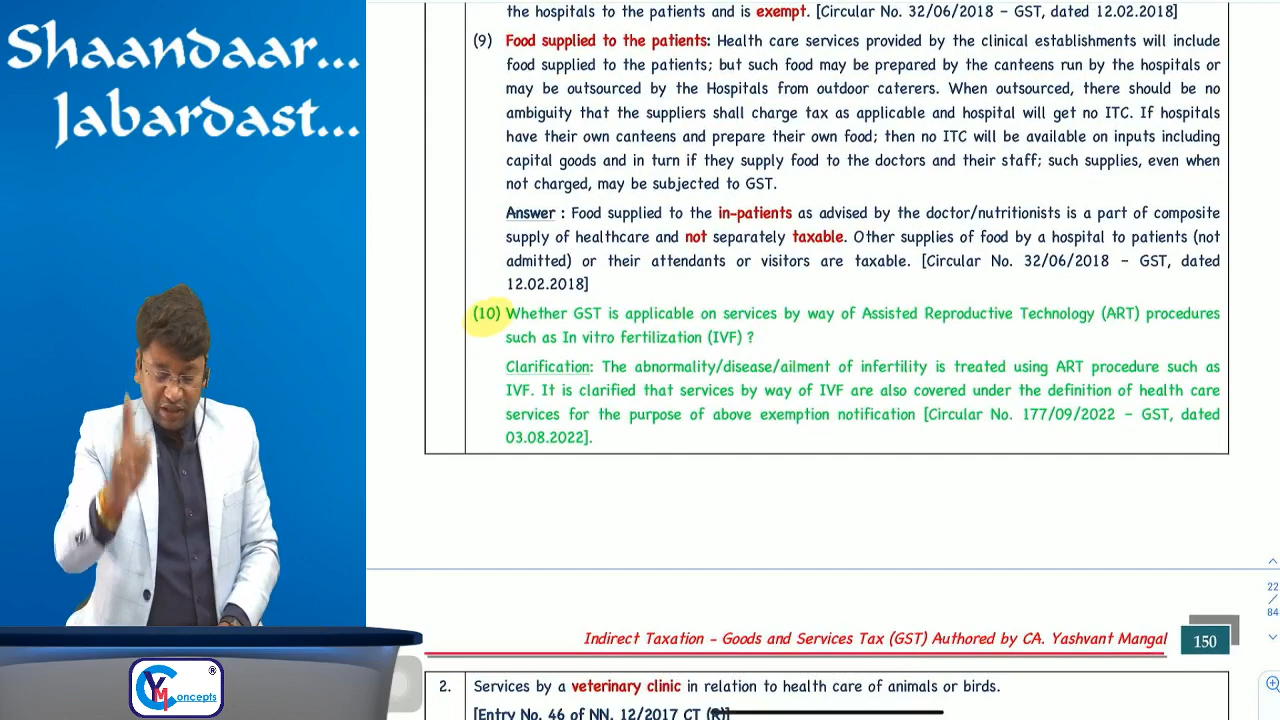 Shaandaar...
Jabardast...
the hospitals to the patients and is exempt. [Circular No. 32/06/2018 – GST, dated 12.02.2018]
(9) Food supplied to the patients: Health care services provided by the clinical establishments will include
food supplied to the patients; but such food may be prepared by the canteens run by the hospitals or
may be outsourced by the Hospitals from outdoor caterers. When outsourced, there should be no
ambiguity that the suppliers shall charge tax as applicable and hospital will get no ITC. If hospitals
have their own canteens and prepare their own food; then no ITC will be available on inputs including
capital goods and in turn if they supply food to the doctors and their staff; such supplies, even when
not charged, may be subjected to GST.
Answer : Food supplied to the in-patients as advised by the doctor/nutritionists is a part of composite
supply of healthcare and not separately taxable. Other supplies of food by a hospital to patients (not
admitted) or their attendants or visitors are taxable. [Circular No. 32/06/2018 – GST, dated
12.02.2018]
(10) Whether GST is applicable on services by way of Assisted Reproductive Technology (ART) procedures
such as In vitro fertilization (IVF) ?
Clarification: The abnormality/disease/ailment of infertility is treated using ART procedure such as
IVF. It is clarified that services by way of IVF are also covered under the definition of health care
services for the purpose of above exemption notification [Circular No. 177/09/2022 – GST, dated
03.08.2022].
22
/
84
Indirect Taxation – Goods and Services Tax (GST) Authored by CA. Yashvant Mangal 150
YM Concepts ®
2. Services by a veterinary clinic in relation to health care of animals or birds.
[Entry No. 46 of NN. 12/2017 CT (R)]